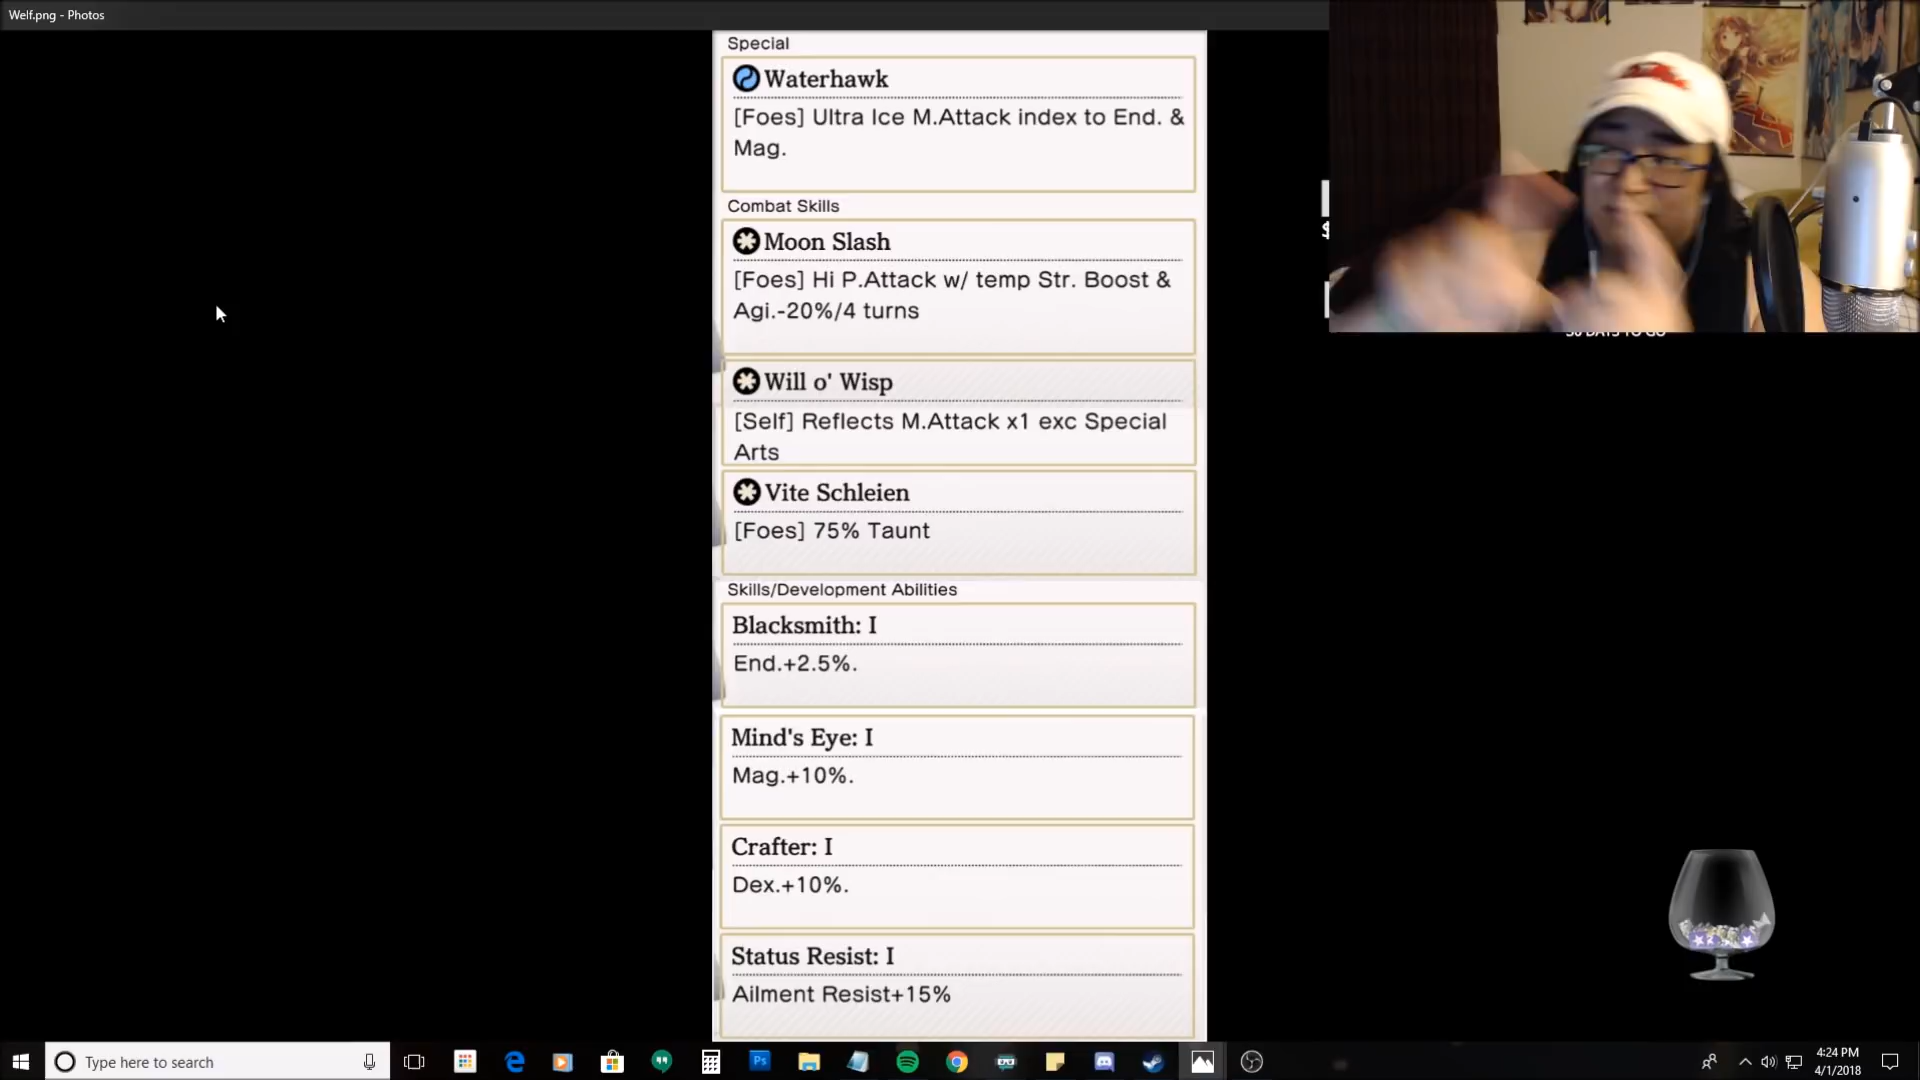 Welf.png - Photos
Special
Waterhawk
[Foes] Ultra Ice M.Attack index to End. &
Mag.
Combat Skills
Moon Slash
[Foes] Hi P.Attack w/ temp Str. Boost &
Agi.-20%/4 turns
Will o' Wisp
[Self] Reflects M.Attack x1 exc Special
Arts
Vite Schleien
[Foes] 75% Taunt
Skills/Development Abilities
Blacksmith: I
End.+2.5%.
Mind's Eye: I
Mag.+10%.
Crafter: I
Dex.+10%.
Status Resist: I
Ailment Resist+15%
$
DAYS TO GO
Type here to search
4:24 PM
4/1/2018